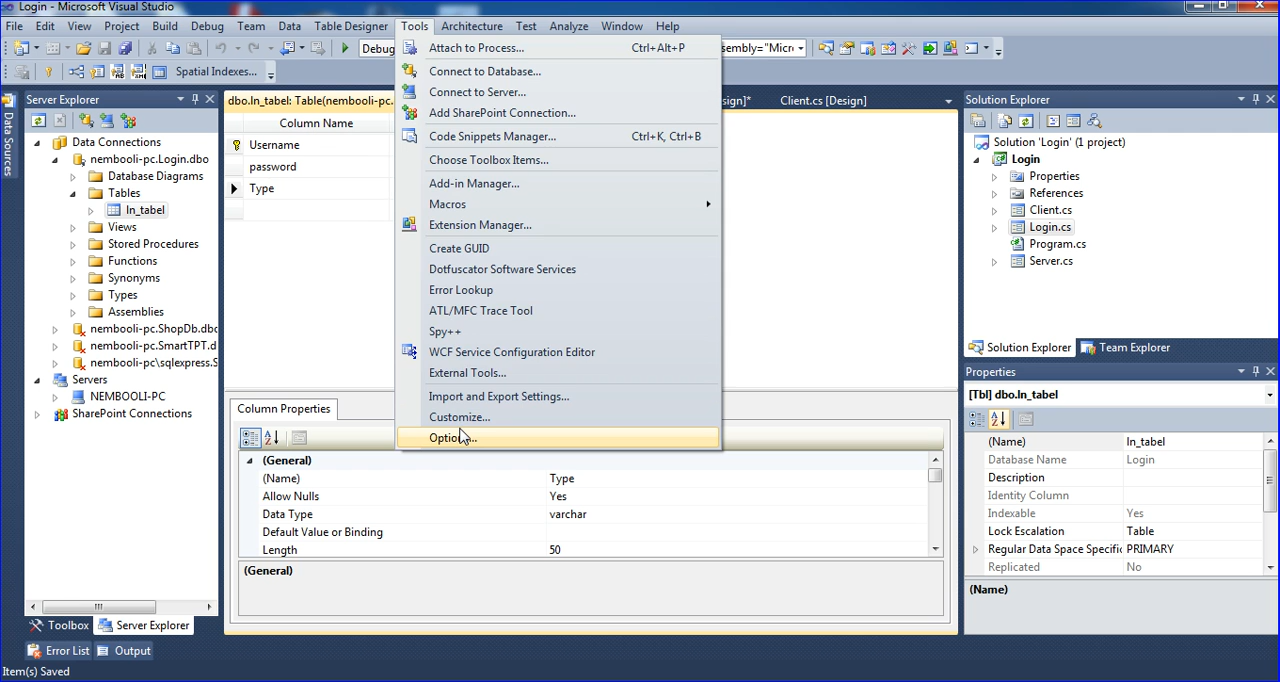 Login - Microsoft Visual Studio
File Edit View Project Build Debug Team Data Table Designer Tools Architecture Test Analyze Window Help
Debug
Spatial Indexes...
Data Sources
Server Explorer
Data Connections
nembooli-pc.Login.dbo
Database Diagrams
Tables
ln_tabel
Views
Stored Procedures
Functions
Synonyms
Types
Assemblies
nembooli-pc.ShopDb.dbo
nembooli-pc.SmartTPT.d
nembooli-pc\sqlexpress.S
Servers
NEMBOOLI-PC
SharePoint Connections
Toolbox Server Explorer
Error List Output
Item(s) Saved
dbo.ln_tabel: Table(nembooli-pc.
Column Name
Username
password
Type
Attach to Process... Ctrl+Alt+P
Connect to Database...
Connect to Server...
Add SharePoint Connection...
Code Snippets Manager... Ctrl+K, Ctrl+B
Choose Toolbox Items...
Add-in Manager...
Macros
Extension Manager...
Create GUID
Dotfuscator Software Services
Error Lookup
ATL/MFC Trace Tool
Spy++
WCF Service Configuration Editor
External Tools...
Import and Export Settings...
Customize...
Options...
sembly="Micr
sign]* Client.cs [Design]
Column Properties
(General)
(Name) Type
Allow Nulls Yes
Data Type varchar
Default Value or Binding
Length 50
(General)
Solution Explorer
Solution 'Login' (1 project)
Login
Properties
References
Client.cs
Login.cs
Program.cs
Server.cs
Solution Explorer Team Explorer
Properties
[Tbl] dbo.ln_tabel
(Name) ln_tabel
Database Name Login
Description
Identity Column
Indexable Yes
Lock Escalation Table
Regular Data Space Specific PRIMARY
Replicated No
(Name)